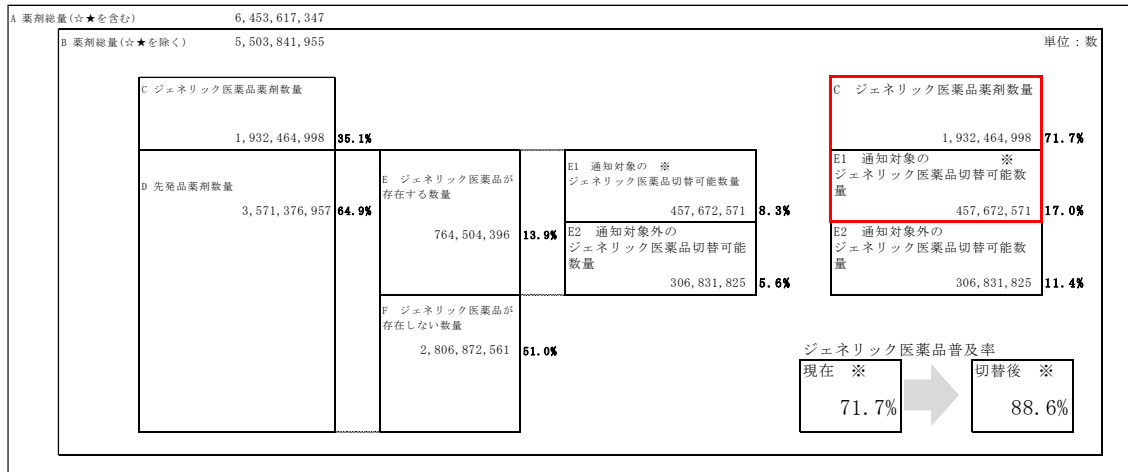 A 薬剤総量(☆★を含む) 6,453,617,347
B 薬剤総量(☆★を除く) 5,503,841,955
単位：数
C ジェネリック医薬品薬剤数量
1,932,464,998 35.1%
D 先発品薬剤数量
3,571,376,957 64.9%
E ジェネリック医薬品が
存在する数量
764,504,396 13.9%
F ジェネリック医薬品が
存在しない数量
2,806,872,561 51.0%
E1 通知対象の ※
ジェネリック医薬品切替可能数量
457,672,571 8.3%
E2 通知対象外の
ジェネリック医薬品切替可能
数量
306,831,825 5.6%
C ジェネリック医薬品薬剤数量
1,932,464,998 71.7%
E1 通知対象の ※
ジェネリック医薬品切替可能数
量
457,672,571 17.0%
E2 通知対象外の
ジェネリック医薬品切替可能数
量
306,831,825 11.4%
ジェネリック医薬品普及率
現在 ※
71.7%
切替後 ※
88.6%